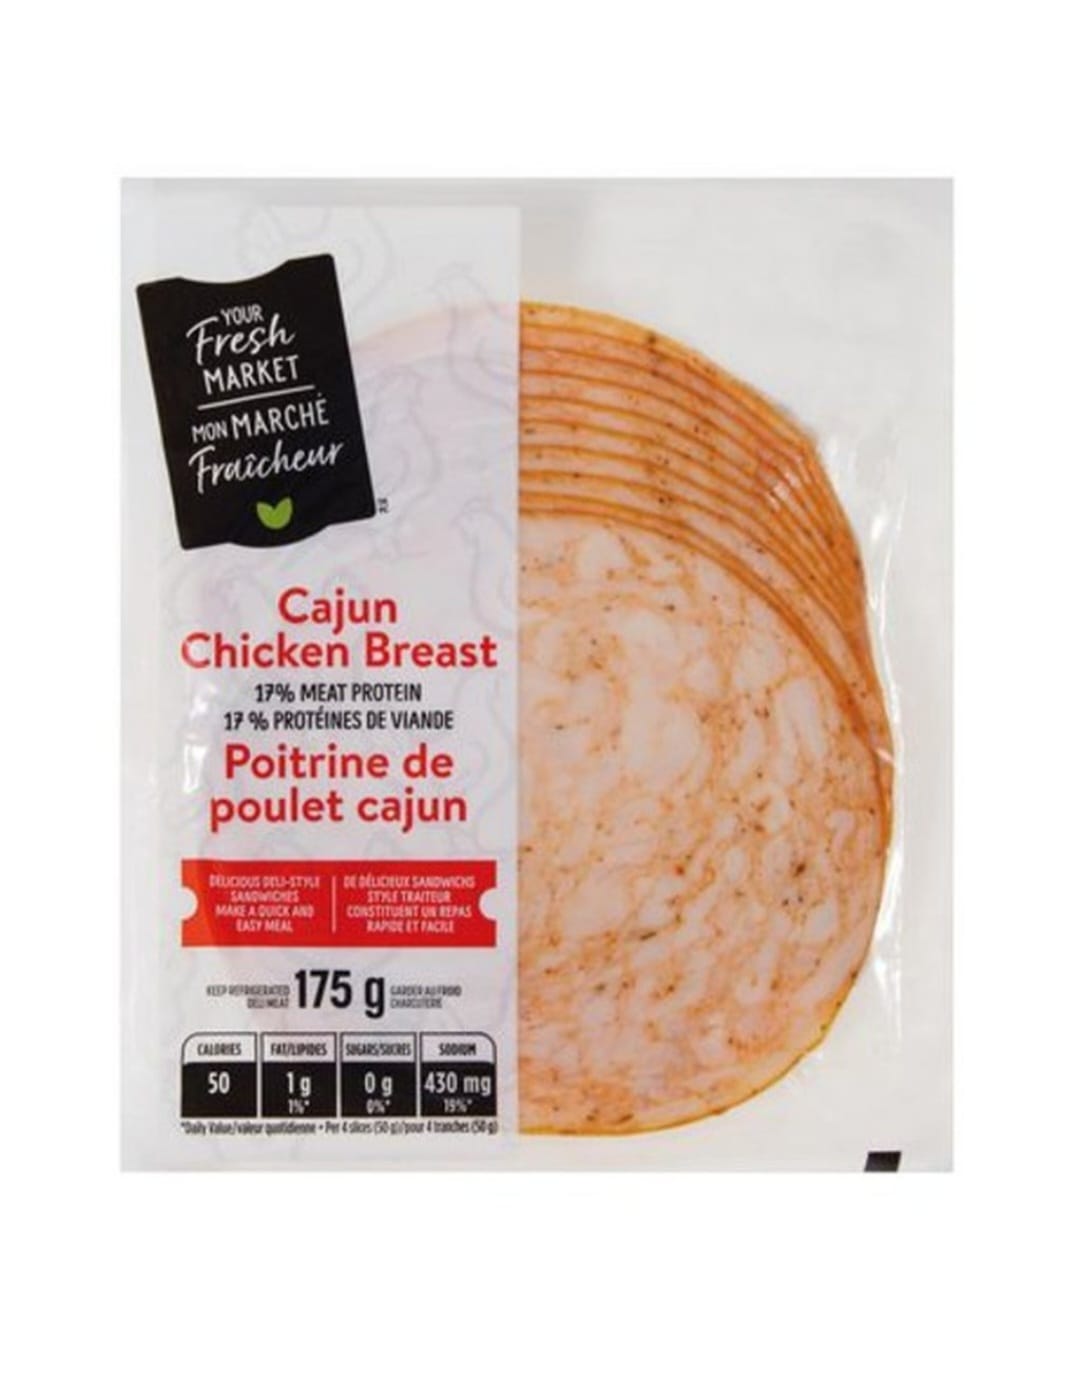 YOUR
Fresh
MARKET
MON MARCHÉ
Fraîcheur
Cajun
Chicken Breast
17% MEAT PROTEIN
17 % PROTÉINES DE VIANDE
Poitrine de
poulet cajun
DELICIOUS DELI-STYLE
SANDWICHES
MAKE A QUICK AND
EASY MEAL
DE DÉLICIEUX SANDWICHS
STYLE TRAITEUR
CONSTITUENT UN REPAS
RAPIDE ET FACILE
KEEP REFRIGERATED
DELI MEAT
175 g
GARDER AU FROID
CHARCUTERIE
CALORIES
50
FAT/LIPIDES
1 g
1%*
SUGARS/SUCRES
0 g
0%*
SODIUM
430 mg
19%*
*Daily Value/valeur quotidienne • Per 4 slices (50 g)/pour 4 tranches (50 g)